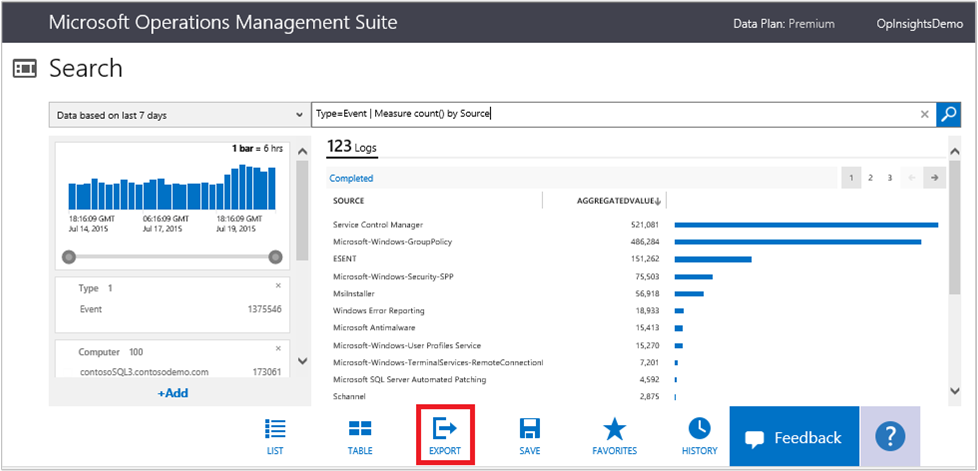 Microsoft Operations Management Suite
Data Plan: Premium
OpInsightsDemo
Search
Data based on last 7 days
Type=Event | Measure count() by Source
1 bar = 6 hrs
18:16:09 GMT 06:16:09 GMT 18:16:09 GMT
Jul 14, 2015 Jul 17, 2015 Jul 19, 2015
Type 1
Event 1375546
Computer 100
contosoSQL3.contosodemo.com 173061
+Add
123 Logs
Completed
1 2 3
SOURCE AGGREGATEDVALUE
Service Control Manager 521,081
Microsoft-Windows-GroupPolicy 486,284
ESENT 151,262
Microsoft-Windows-Security-SPP 75,503
MsiInstaller 56,918
Windows Error Reporting 18,933
Microsoft Antimalware 15,413
Microsoft-Windows-User Profiles Service 15,270
Microsoft-Windows-TerminalServices-RemoteConnectionl 7,201
Microsoft SQL Server Automated Patching 4,592
Schannel 2,875
LIST
TABLE
EXPORT
SAVE
FAVORITES
HISTORY
Feedback
?